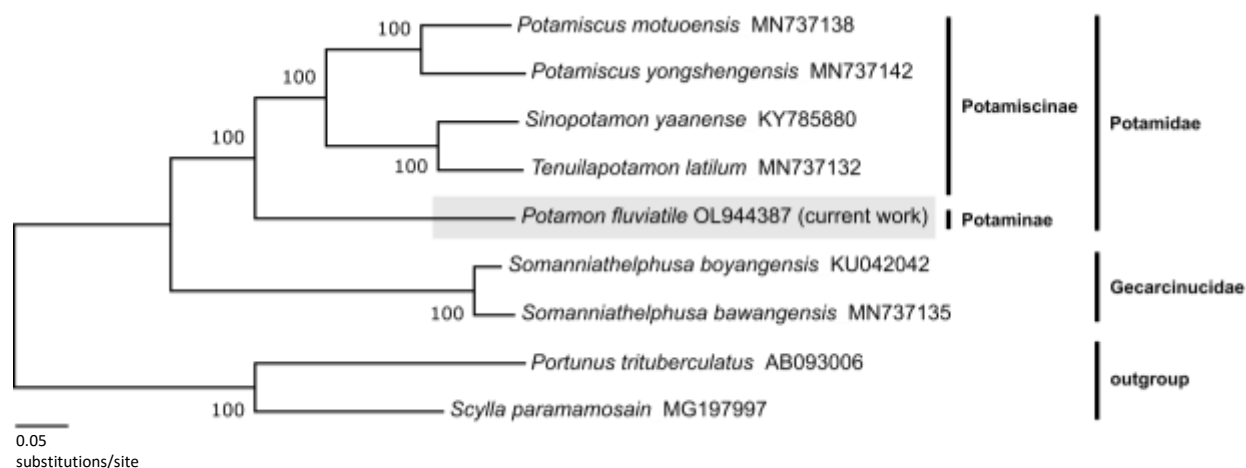 100 Potamiscus motuoensis MN737138
100 Potamiscus yongshengensis MN737142
Potamiscinae
Potamidae
100 Sinopotamon yaanense KY785880
100 Tenuilapotamon latilum MN737132
Potamon fluviatile OL944387 (current work)
Potaminae
Somanniathelphusa boyangensis KU042042
Gecarcinucidae
100 Somanniathelphusa bawangensis MN737135
Portunus trituberculatus AB093006
outgroup
100 Scylla paramamosain MG197997
0.05
substitutions/site